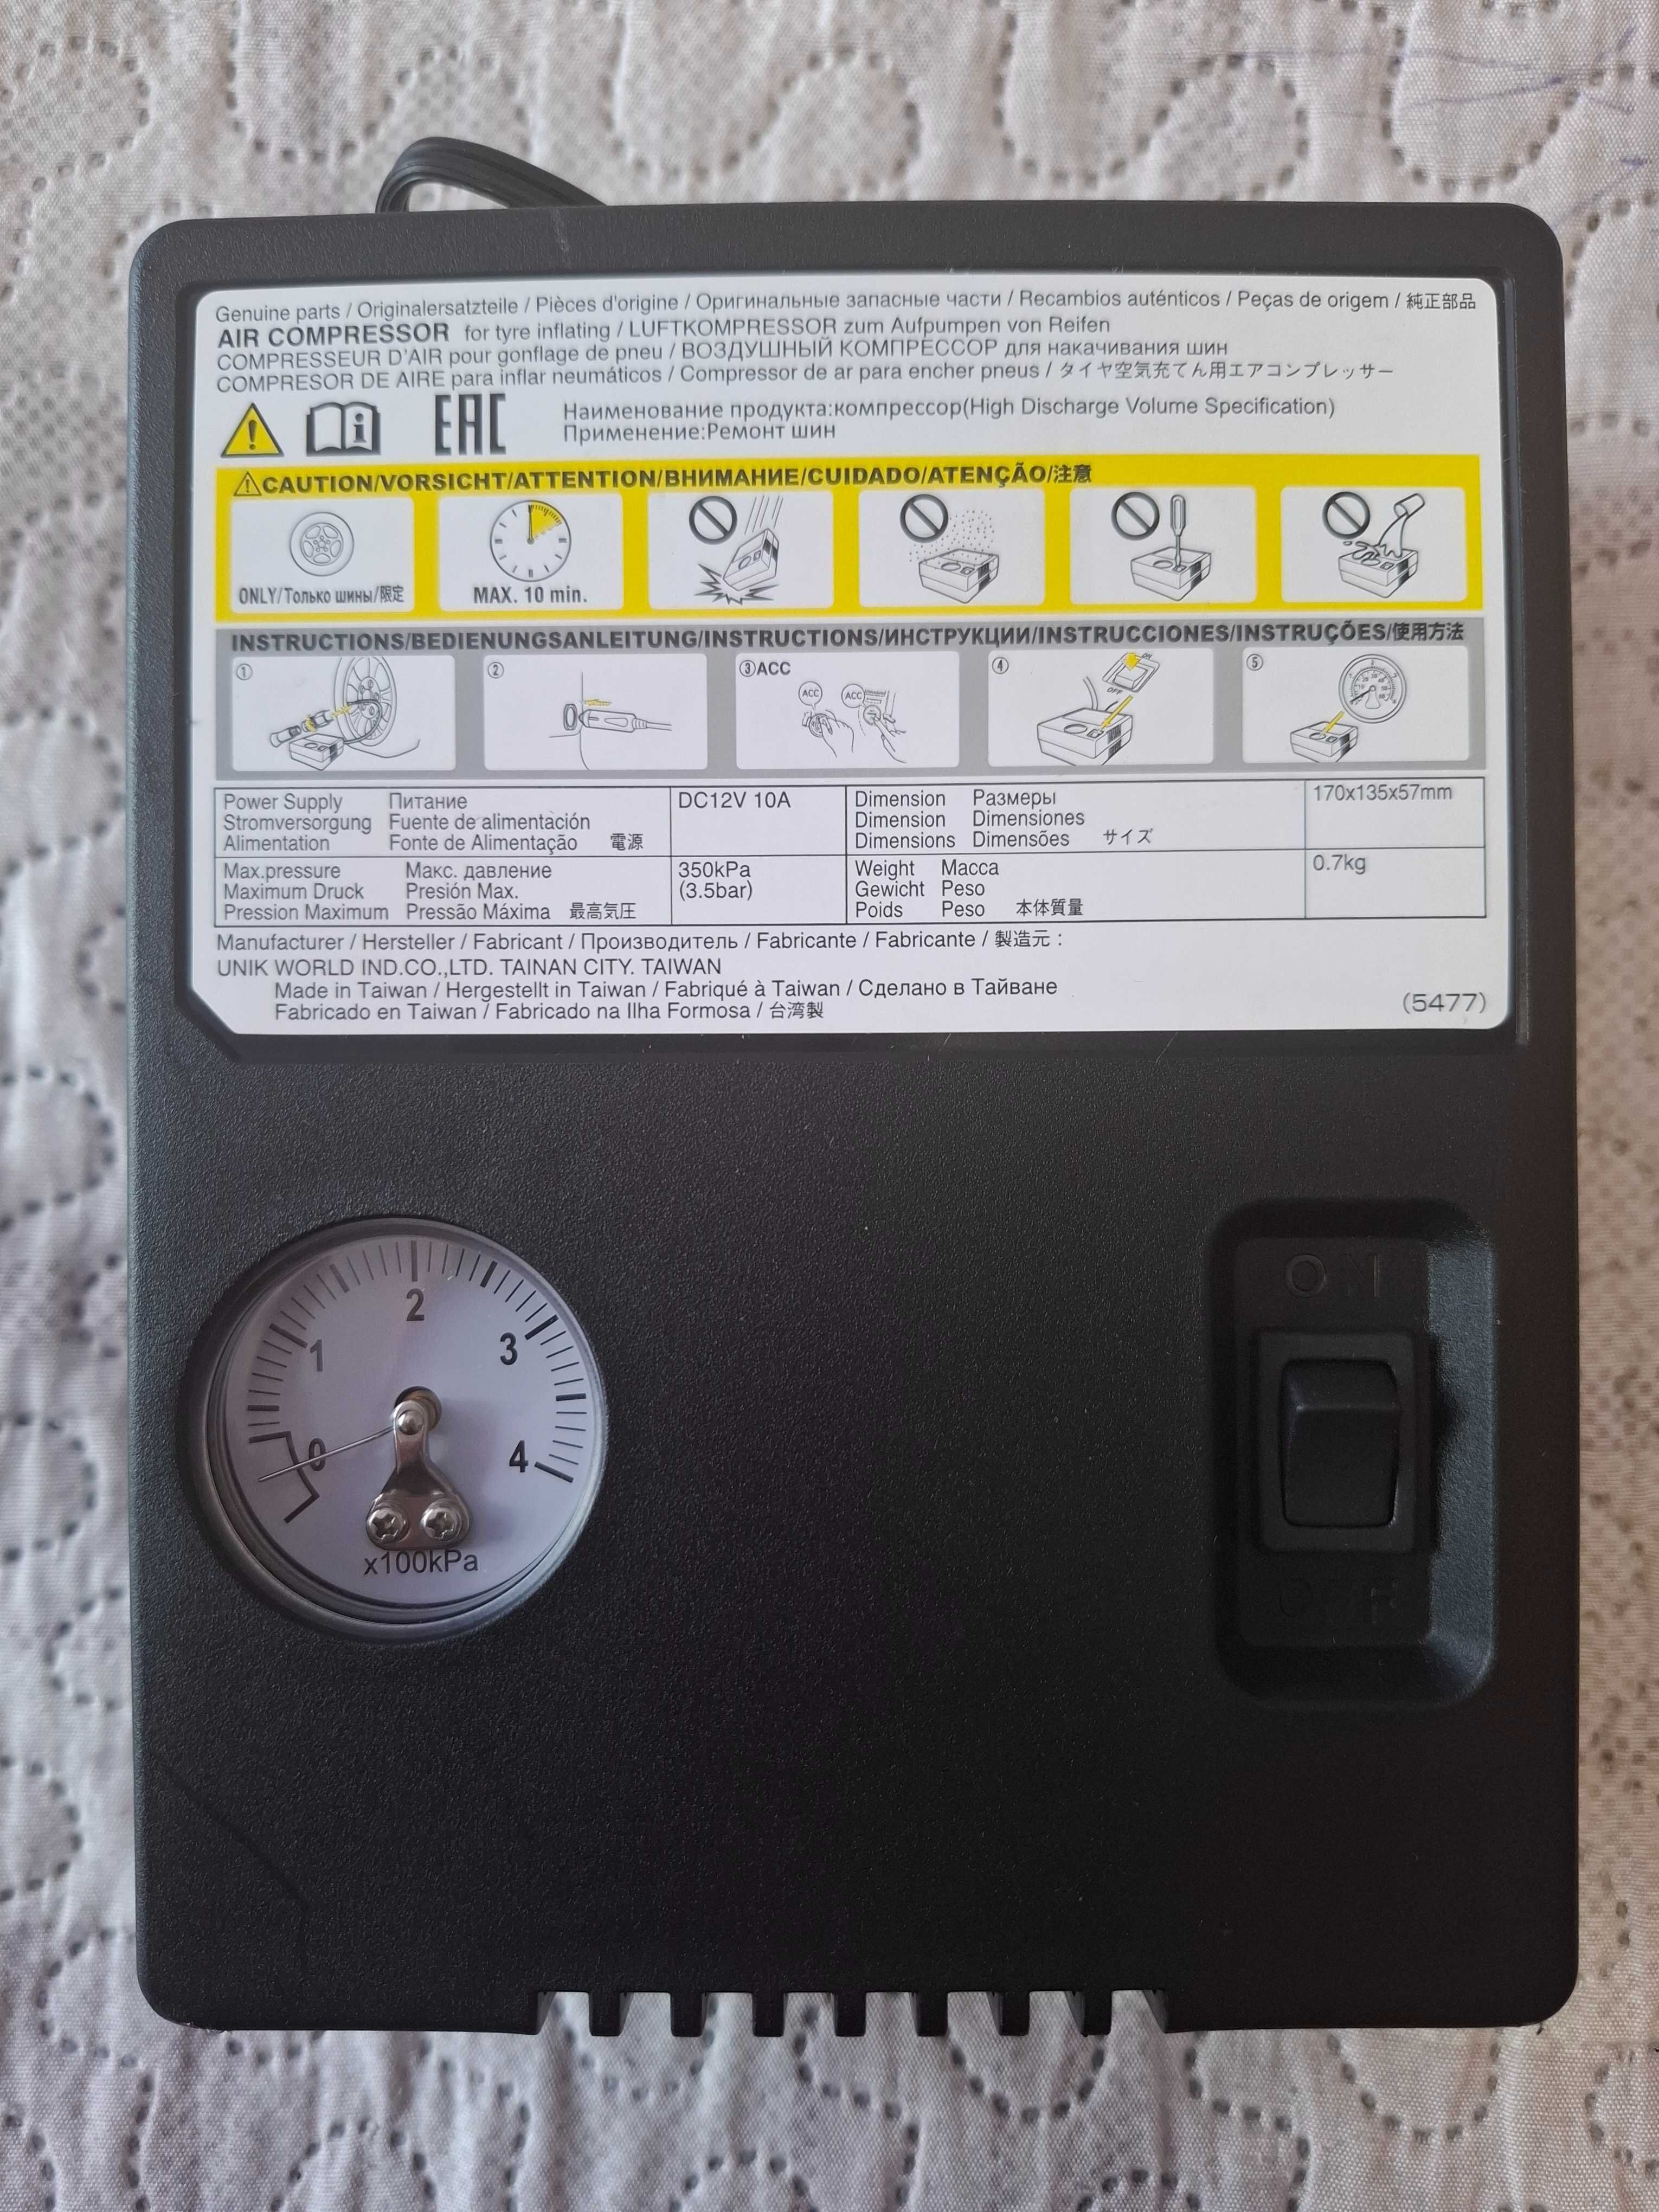 Genuine parts / Originalersatzteile / Pièces d'origine / Оригинальные запасные части / Recambios auténticos / Peças de origem / 純正部品
AIR COMPRESSOR for tyre inflating / LUFTKOMPRESSOR zum Aufpumpen von Reifen
COMPRESSEUR D'AIR pour gonflage de pneu / ВОЗДУШНЫЙ КОМПРЕССОР для накачивания шин
COMPRESOR DE AIRE para inflar neumáticos / Compressor de ar para encher pneus / タイヤ空気充てん用エアコンプレッサー
EAC
Наименование продукта:компрессор(High Discharge Volume Specification)
Применение:Ремонт шин
CAUTION/VORSICHT/ATTENTION/ВНИМАНИЕ/CUIDADO/ATENÇÃO/注意
ONLY/Только шины/限定
MAX. 10 min.
INSTRUCTIONS/BEDIENUNGSANLEITUNG/INSTRUCTIONS/ИНСТРУКЦИИ/INSTRUCCIONES/INSTRUÇÕES/使用方法
① ② ③ACC ④ ⑤
ACC ACC
ON
OFF
Power Supply Питание DC12V 10A
Stromversorgung Fuente de alimentación
Alimentation Fonte de Alimentação 電源
Dimension Размеры 170x135x57mm
Dimension Dimensiones
Dimensions Dimensões サイズ
Max.pressure Макс. давление 350kPa
Maximum Druck Presión Max. (3.5bar)
Pression Maximum Pressão Máxima 最高気圧
Weight Масса 0.7kg
Gewicht Peso
Poids Peso 本体質量
Manufacturer / Hersteller / Fabricant / Производитель / Fabricante / Fabricante / 製造元 :
UNIK WORLD IND.CO.,LTD. TAINAN CITY. TAIWAN
Made in Taiwan / Hergestellt in Taiwan / Fabriqué à Taiwan / Сделано в Тайване
Fabricado en Taiwan / Fabricado na Ilha Formosa / 台湾製
(5477)
0 1 2 3 4
x100kPa
ON
OFF